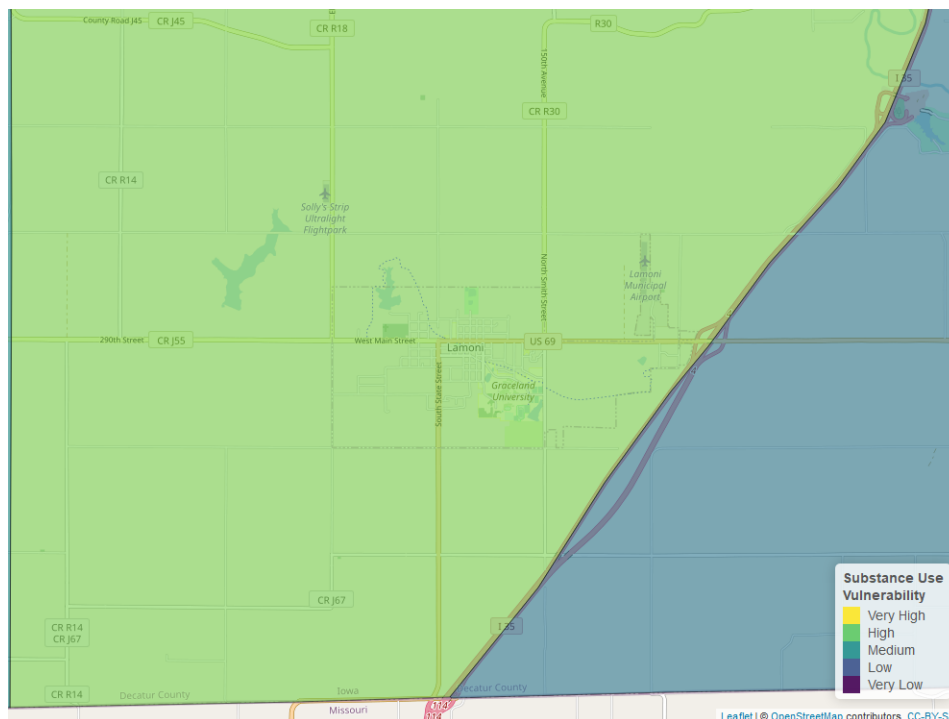 County Road J45
CR J45
CR R18
R30
150th Avenue
I 35
CR R30
CR R14
Solly's Strip
Ultralight
Flightpark
North Smith Street
Lamoni
Municipal
Airport
290th Street
CR J55
West Main Street
Lamoni
US 69
South State Street
Graceland
University
CR J67
CR R14
CR J67
I 35
CR R14
Decatur County
Iowa
Missouri
Decatur County
114
114
Substance Use
Vulnerability
Very High
High
Medium
Low
Very Low
Leaflet | © OpenStreetMap contributors, CC-BY-S